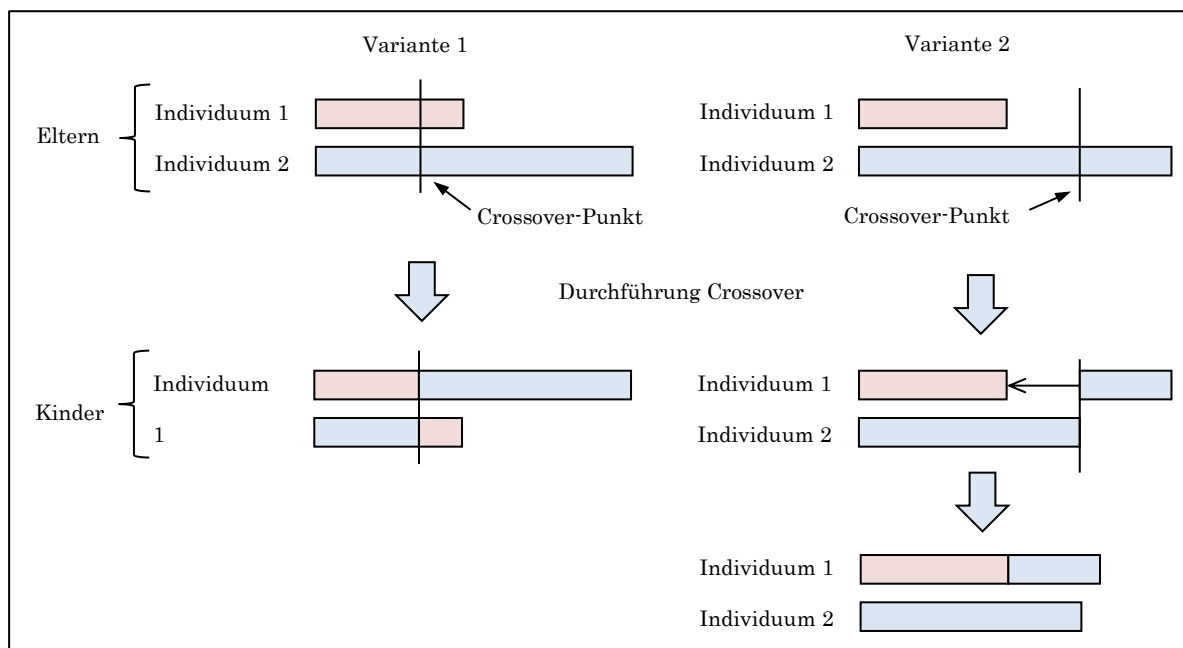 Variante 1
Variante 2
Eltern
Individuum 1
Individuum 2
Crossover-Punkt
Individuum 1
Individuum 2
Crossover-Punkt
Durchführung Crossover
Kinder
Individuum
1
Individuum 1
Individuum 2
Individuum 1
Individuum 2